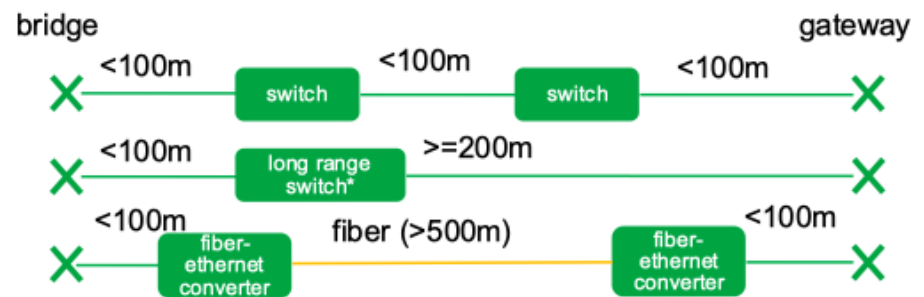 bridge
gateway
<100m
<100m
<100m
switch
switch
<100m
>=200m
long range
switch*
<100m
fiber (>500m)
<100m
fiber-
ethernet
converter
fiber-
ethernet
converter